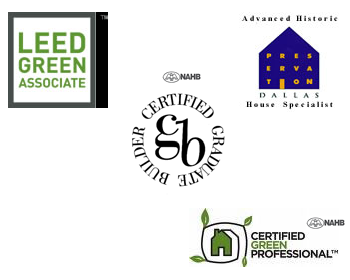 LEED
GREEN
ASSOCIATE
TM
Advanced Historic
PRES
ERVA
TION
DALLAS
House Specialist
NAHB
CERTIFIED GRADUATE BUILDER
cgb
NAHB
CERTIFIED
GREEN
PROFESSIONAL™